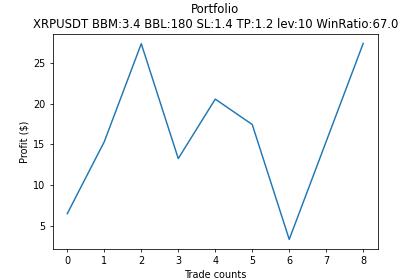 Portfolio
XRPUSDT BBM:3.4 BBL:180 SL:1.4 TP:1.2 lev:10 WinRatio:67.0
25
20
15
10
5
Profit ($)
0 1 2 3 4 5 6 7 8
Trade counts